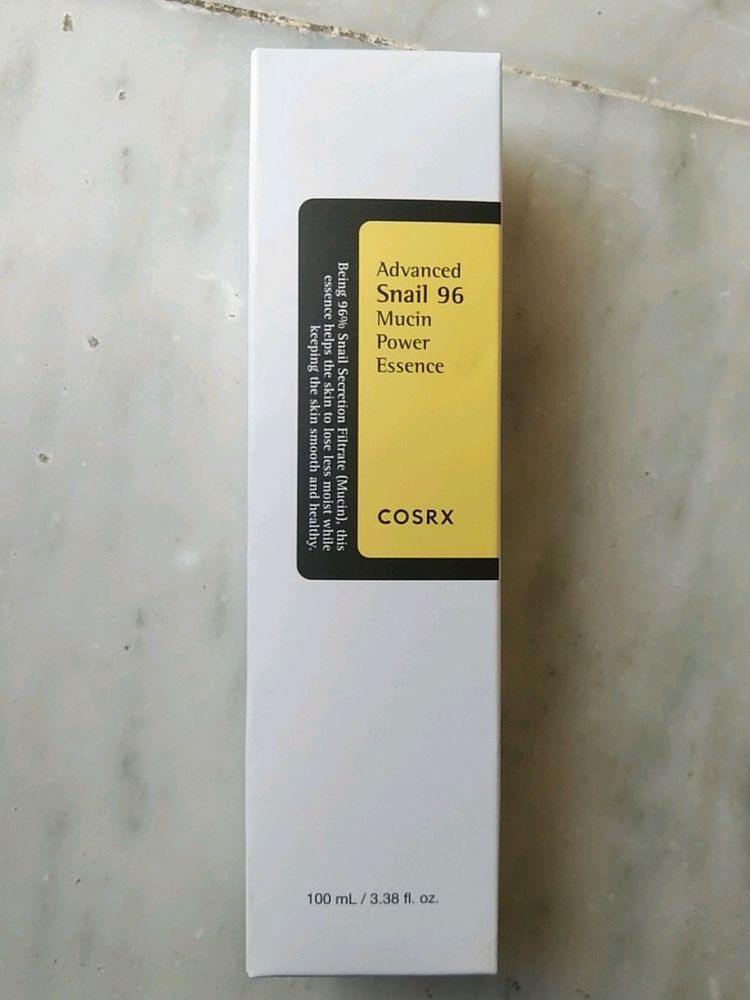 Advanced
Snail 96
Mucin
Power
Essence
COSRX
Being 96% Snail Secretion Filtrate (Mucin), this
essence helps the skin to lose less moist while
keeping the skin smooth and healthy.
100 mL / 3.38 fl. oz.